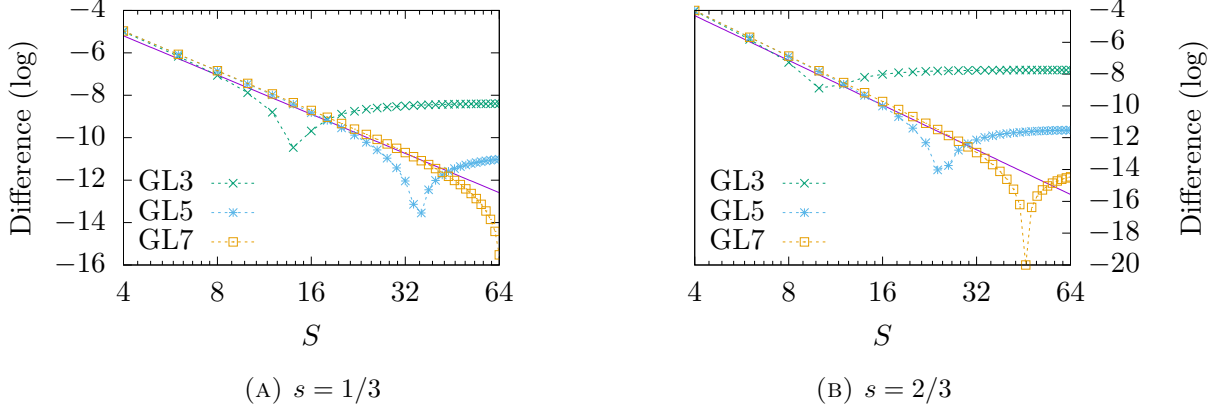 Difference (log)
−4
−6
−8
−10
−12
−14
−16
GL3
GL5
GL7
4 8 16 32 64
S
(A) s = 1/3
−4
−6
−8
−10
−12
−14
−16
−18
−20
Difference (log)
GL3
GL5
GL7
4 8 16 32 64
S
(B) s = 2/3